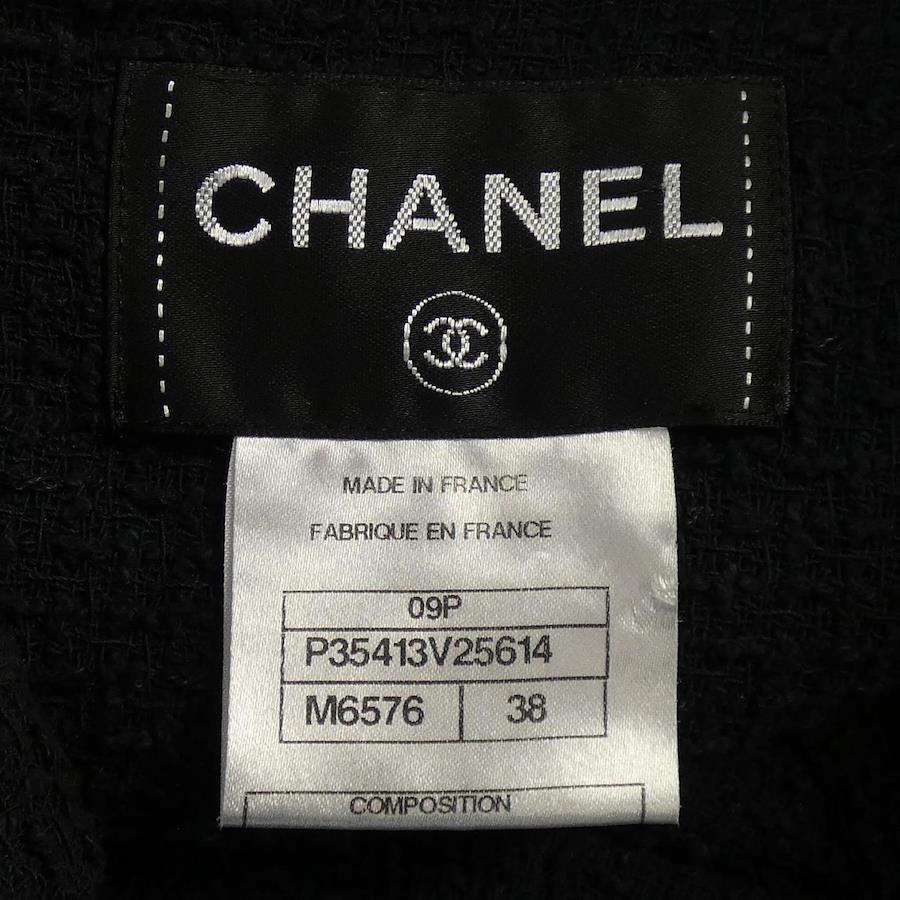 CHANEL
MADE IN FRANCE
FABRIQUE EN FRANCE
09P
P35413V25614
M6576 38
COMPOSITION